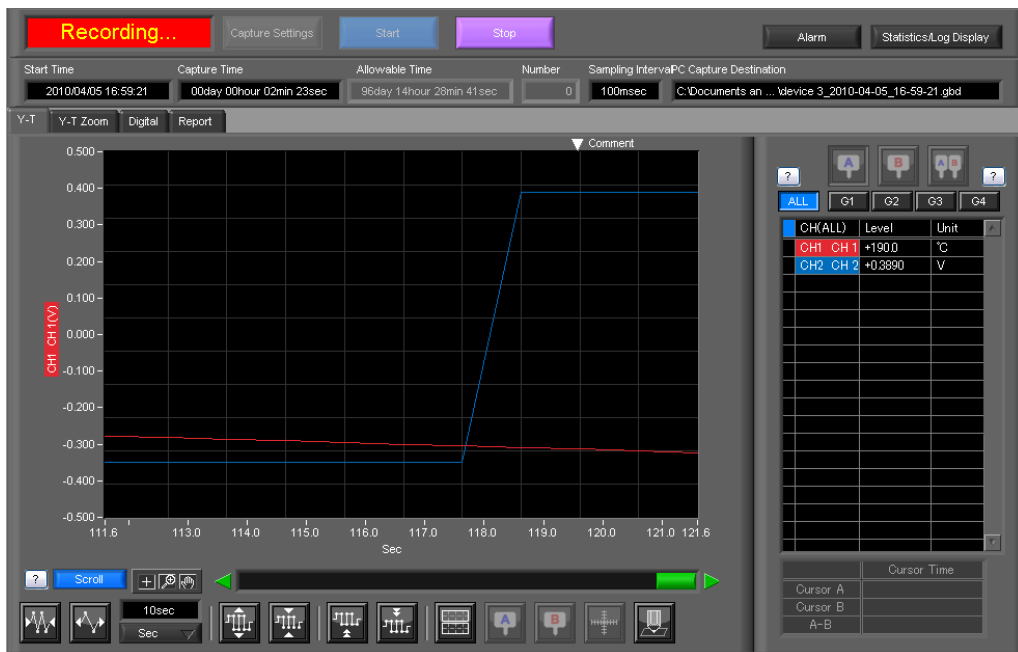 Recording... Capture Settings Start Stop Alarm Statistics/Log Display
Start Time Capture Time Allowable Time Number Sampling Interval PC Capture Destination
2010/04/05 16:59:21 00day 00hour 02min 23sec 96day 14hour 28min 41sec 0 100msec C:\Documents an ... \device 3_2010-04-05_16-59-21.gbd
Y-T Y-T Zoom Digital Report
Comment
0.500
0.400
0.300
0.200
0.100
0.000
-0.100
-0.200
-0.300
-0.400
-0.500
CH1 CH 1(V)
111.6 113.0 114.0 115.0 116.0 117.0 118.0 119.0 120.0 121.0 121.6
Sec
? Scroll
10sec
Sec
A B
A B A B
? ?
ALL G1 G2 G3 G4
CH(ALL) Level Unit
CH1 CH 1 +190.0 °C
CH2 CH 2 +0.3890 V
Cursor Time
Cursor A
Cursor B
A-B